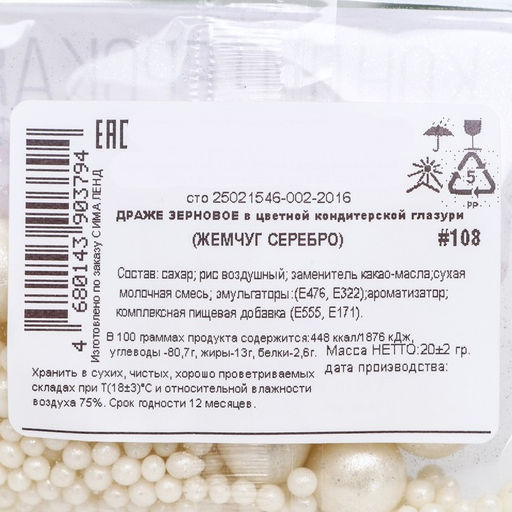 ЕАС
4 680143 903794
Изготовлено по заказу СИМА ЛЕНД
5
PP
сто 25021546-002-2016
ДРАЖЕ ЗЕРНОВОЕ в цветной кондитерской глазури
(ЖЕМЧУГ СЕРЕБРО) #108
Состав: сахар; рис воздушный; заменитель какао-масла;сухая
молочная смесь; эмульгаторы:(Е476, Е322);ароматизатор;
комплексная пищевая добавка (Е555, Е171).
В 100 граммах продукта содержится:448 ккал/1876 кДж,
углеводы -80,7г, жиры-13г, белки-2,6г.
Масса НЕТТО:20±2 гр.
дата производства:
Хранить в сухих, чистых, хорошо проветриваемых
складах при Т(18±3)°С и относительной влажности
воздуха 75%. Срок годности 12 месяцев.